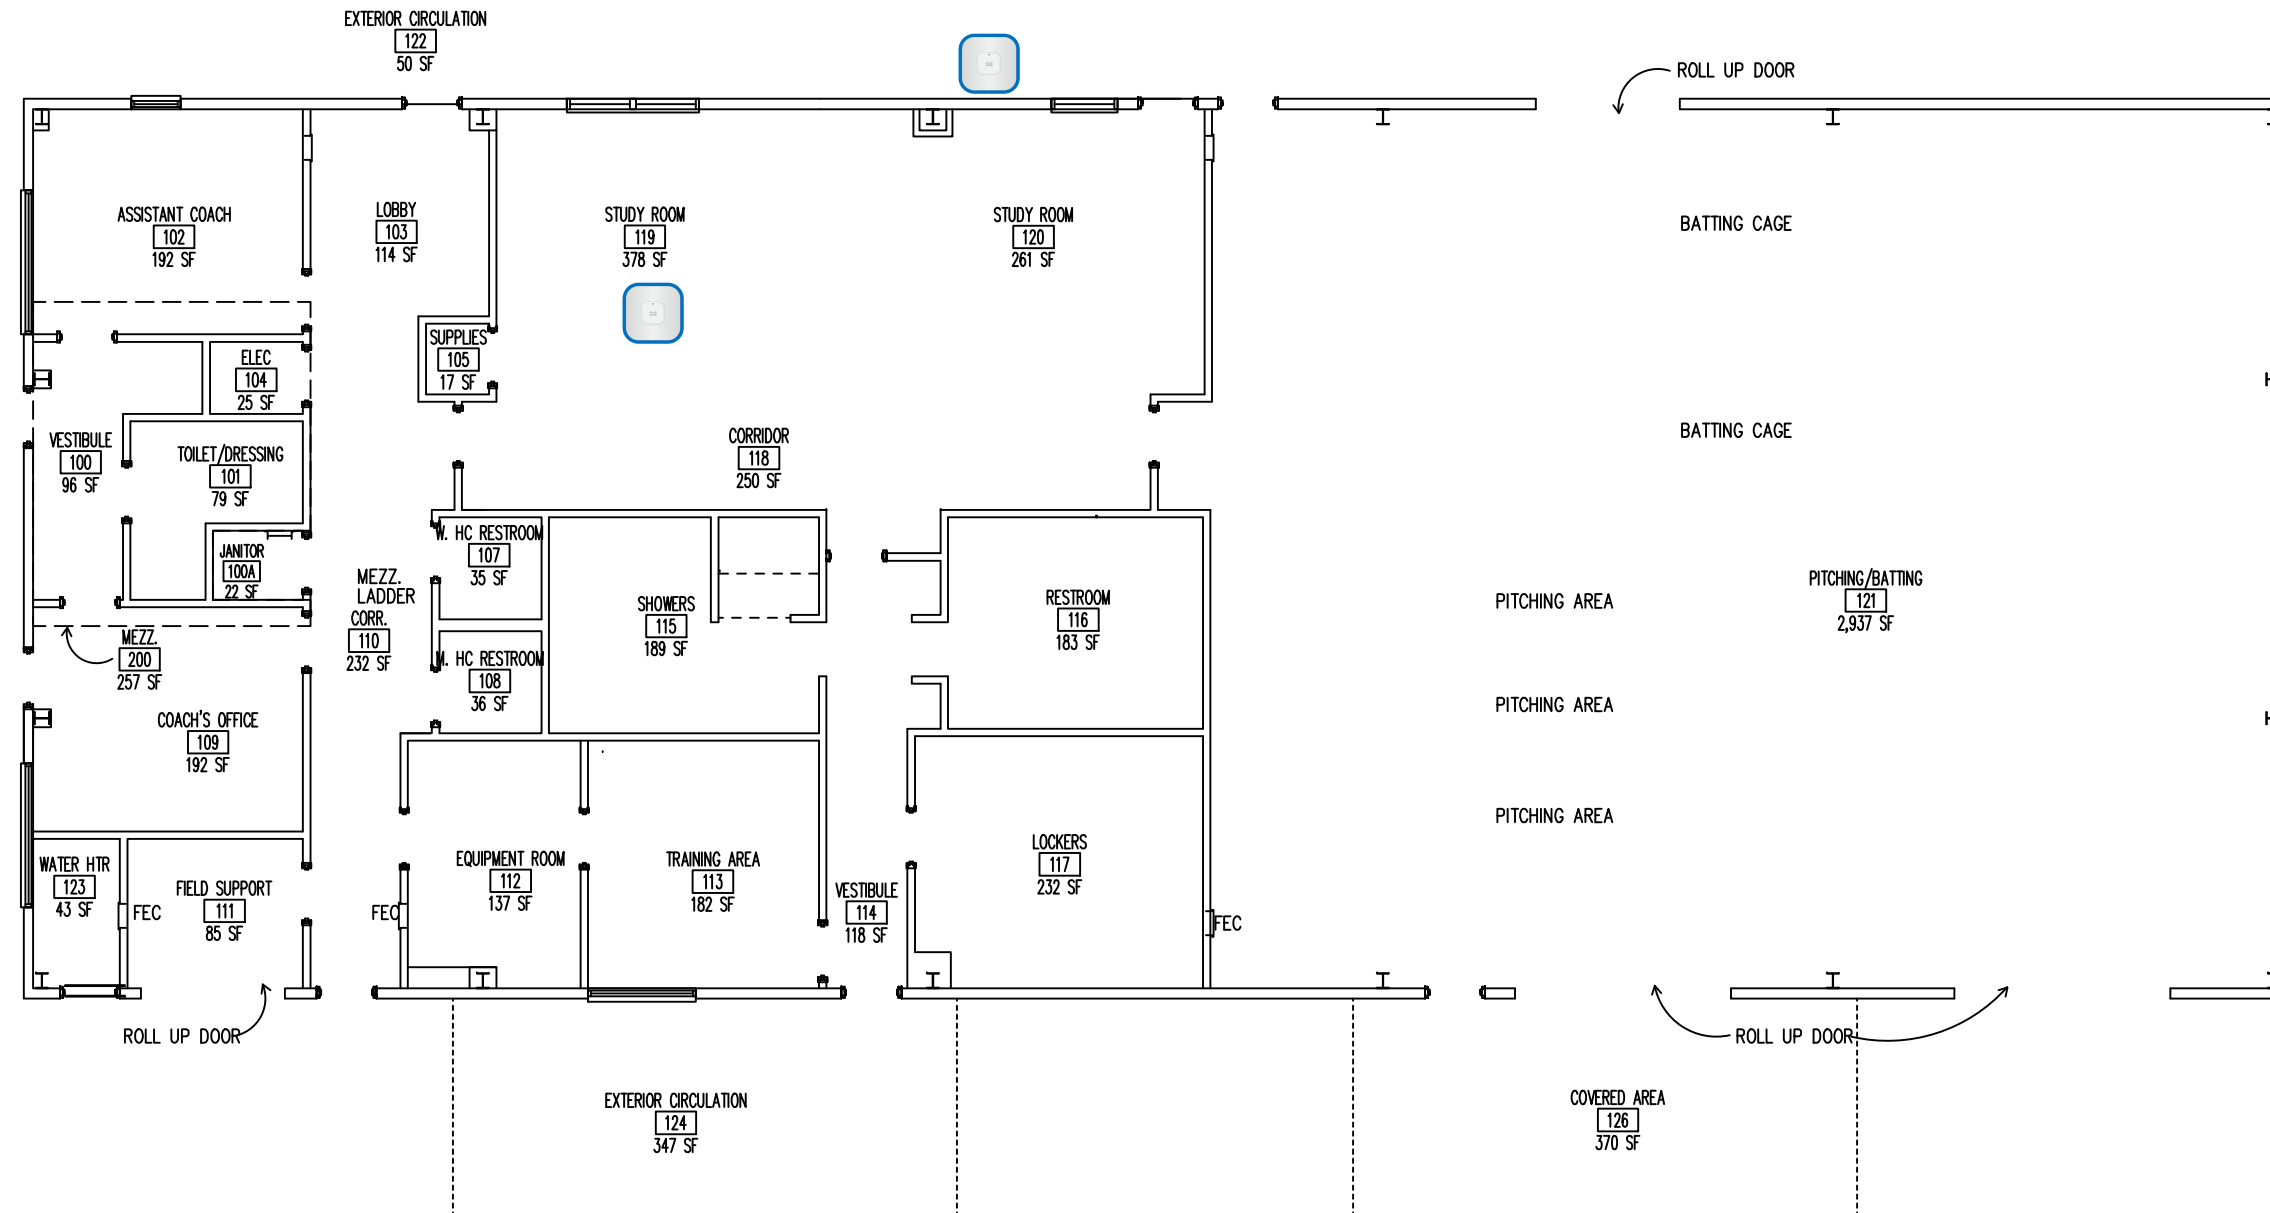 EXTERIOR CIRCULATION
122
50 SF
ROLL UP DOOR
ASSISTANT COACH
102
192 SF
LOBBY
103
114 SF
STUDY ROOM
119
378 SF
STUDY ROOM
120
261 SF
BATTING CAGE
SUPPLIES
105
17 SF
ELEC
104
25 SF
VESTIBULE
100
96 SF
TOILET/DRESSING
101
79 SF
CORRIDOR
118
250 SF
BATTING CAGE
JANITOR
100A
22 SF
W. HC RESTROOM
107
35 SF
MEZZ.
LADDER
CORR.
110
232 SF
SHOWERS
115
189 SF
RESTROOM
116
183 SF
PITCHING AREA
PITCHING/BATTING
121
2,937 SF
MEZZ.
200
257 SF
M. HC RESTROOM
108
36 SF
PITCHING AREA
COACH'S OFFICE
109
192 SF
PITCHING AREA
WATER HTR
123
43 SF
FEC
FIELD SUPPORT
111
85 SF
FEC
EQUIPMENT ROOM
112
137 SF
TRAINING AREA
113
182 SF
VESTIBULE
114
118 SF
LOCKERS
117
232 SF
FEC
ROLL UP DOOR
ROLL UP DOOR
EXTERIOR CIRCULATION
124
347 SF
COVERED AREA
126
370 SF